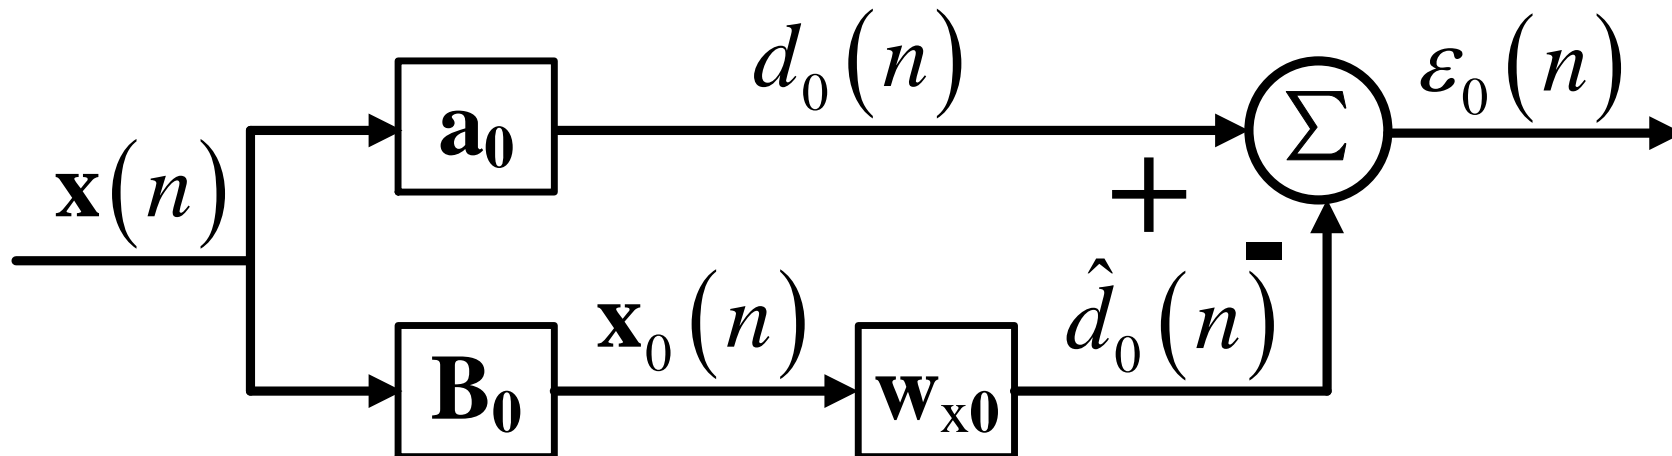 d₀(n)
ε₀(n)
a₀
Σ
x(n)
+
-
x₀(n)
d̂₀(n)
B₀
wₓ₀